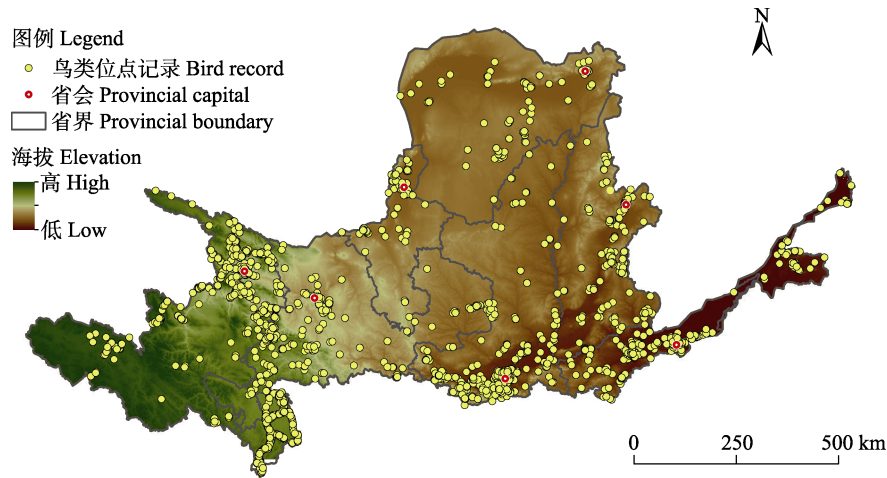 N
图例 Legend
鸟类位点记录 Bird record
省会 Provincial capital
省界 Provincial boundary
海拔 Elevation
高 High
低 Low
0 250 500 km